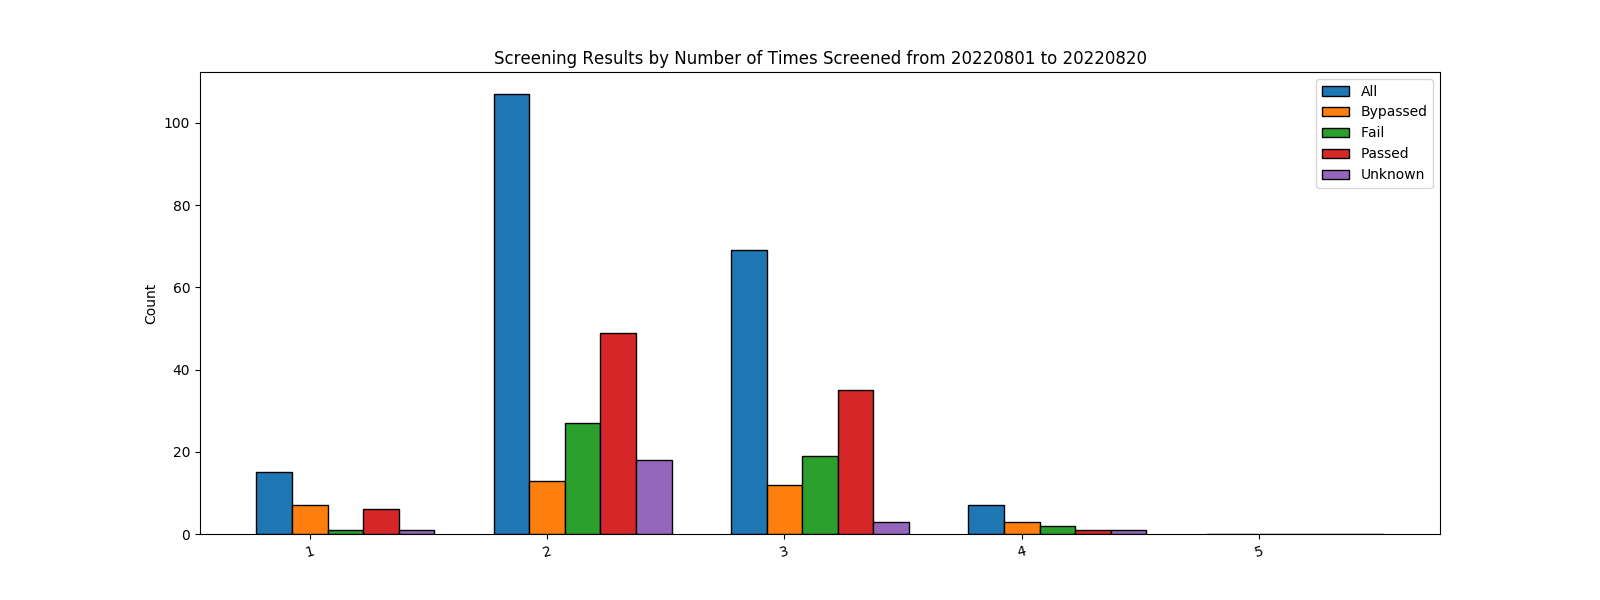 Screening Results by Number of Times Screened from 20220801 to 20220820
All
Bypassed
Fail
Passed
Unknown
Count
100
80
60
40
20
0
1 2 3 4 5